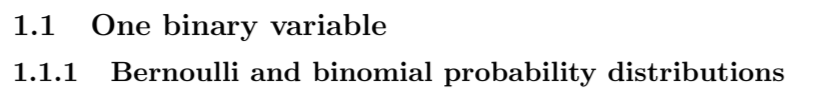 1.1 One binary variable
1.1.1 Bernoulli and binomial probability distributions